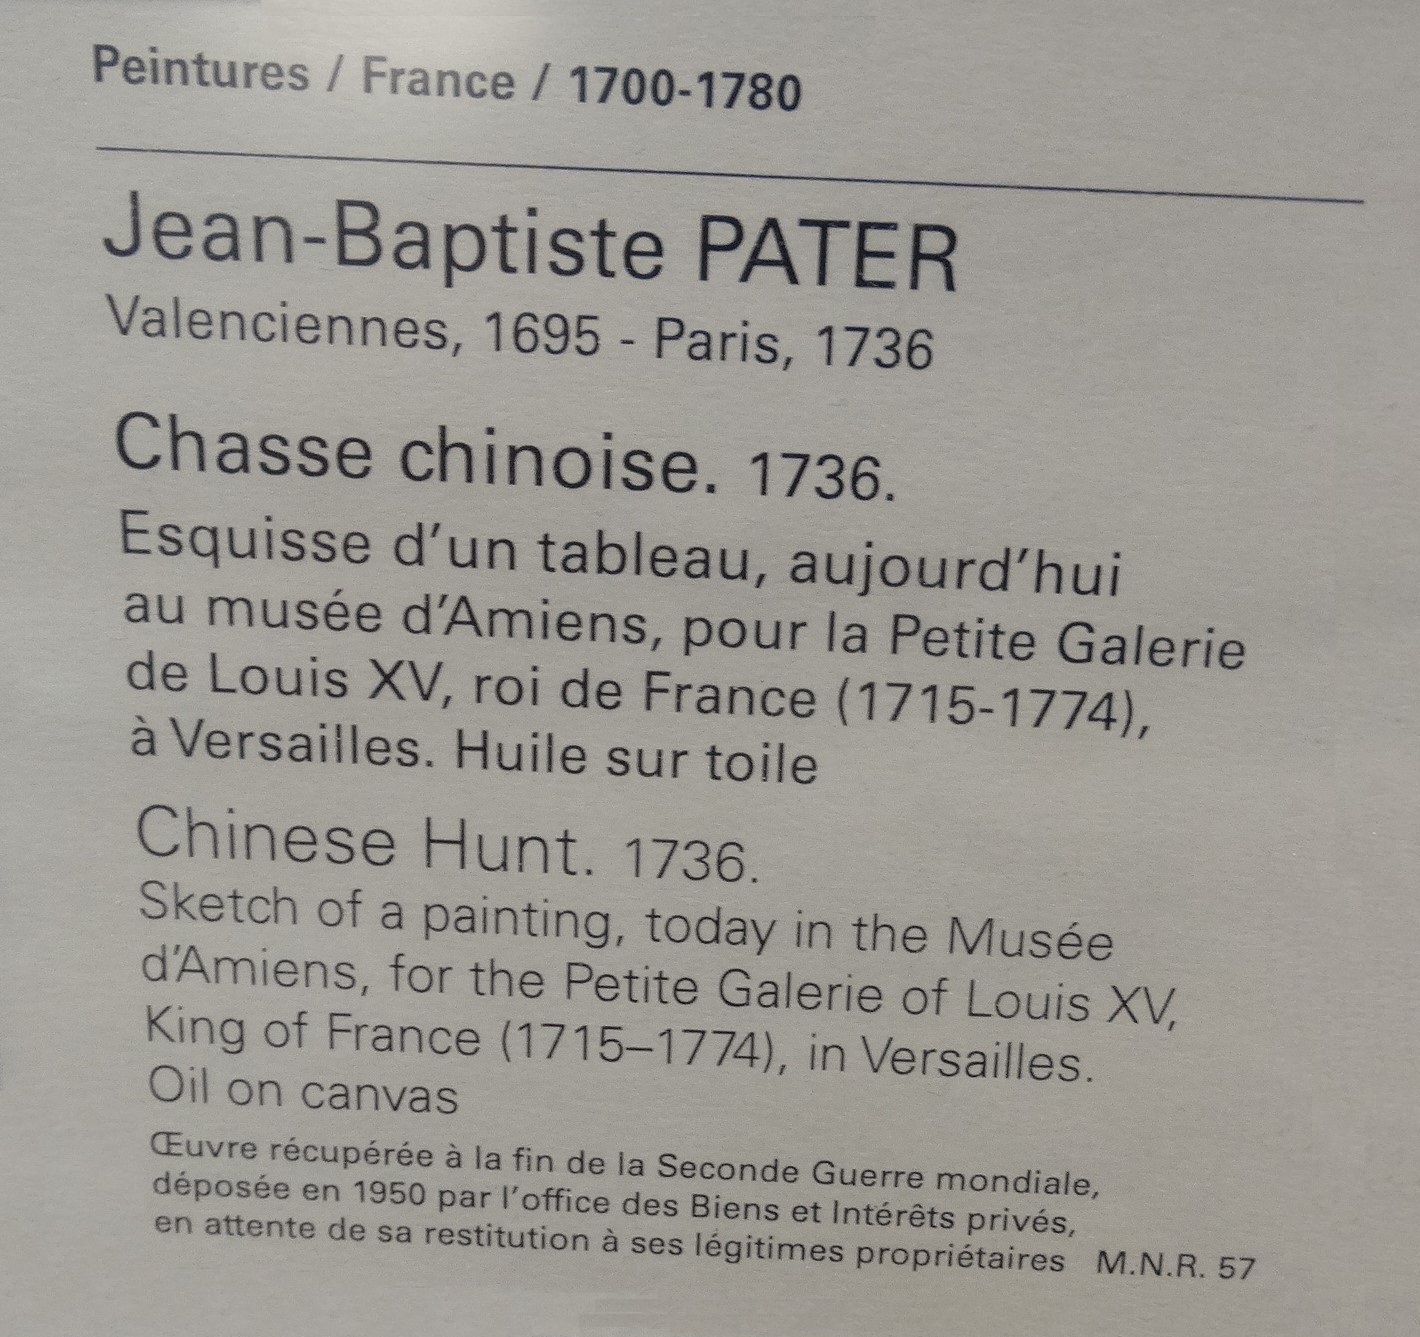 Peintures / France / 1700-1780
Jean-Baptiste PATER
Valenciennes, 1695 - Paris, 1736
Chasse chinoise. 1736.
Esquisse d’un tableau, aujourd’hui
au musée d’Amiens, pour la Petite Galerie
de Louis XV, roi de France (1715-1774),
à Versailles. Huile sur toile
Chinese Hunt. 1736.
Sketch of a painting, today in the Musée
d’Amiens, for the Petite Galerie of Louis XV,
King of France (1715–1774), in Versailles.
Oil on canvas
Œuvre récupérée à la fin de la Seconde Guerre mondiale,
déposée en 1950 par l’office des Biens et Intérêts privés,
en attente de sa restitution à ses légitimes propriétaires M.N.R. 57